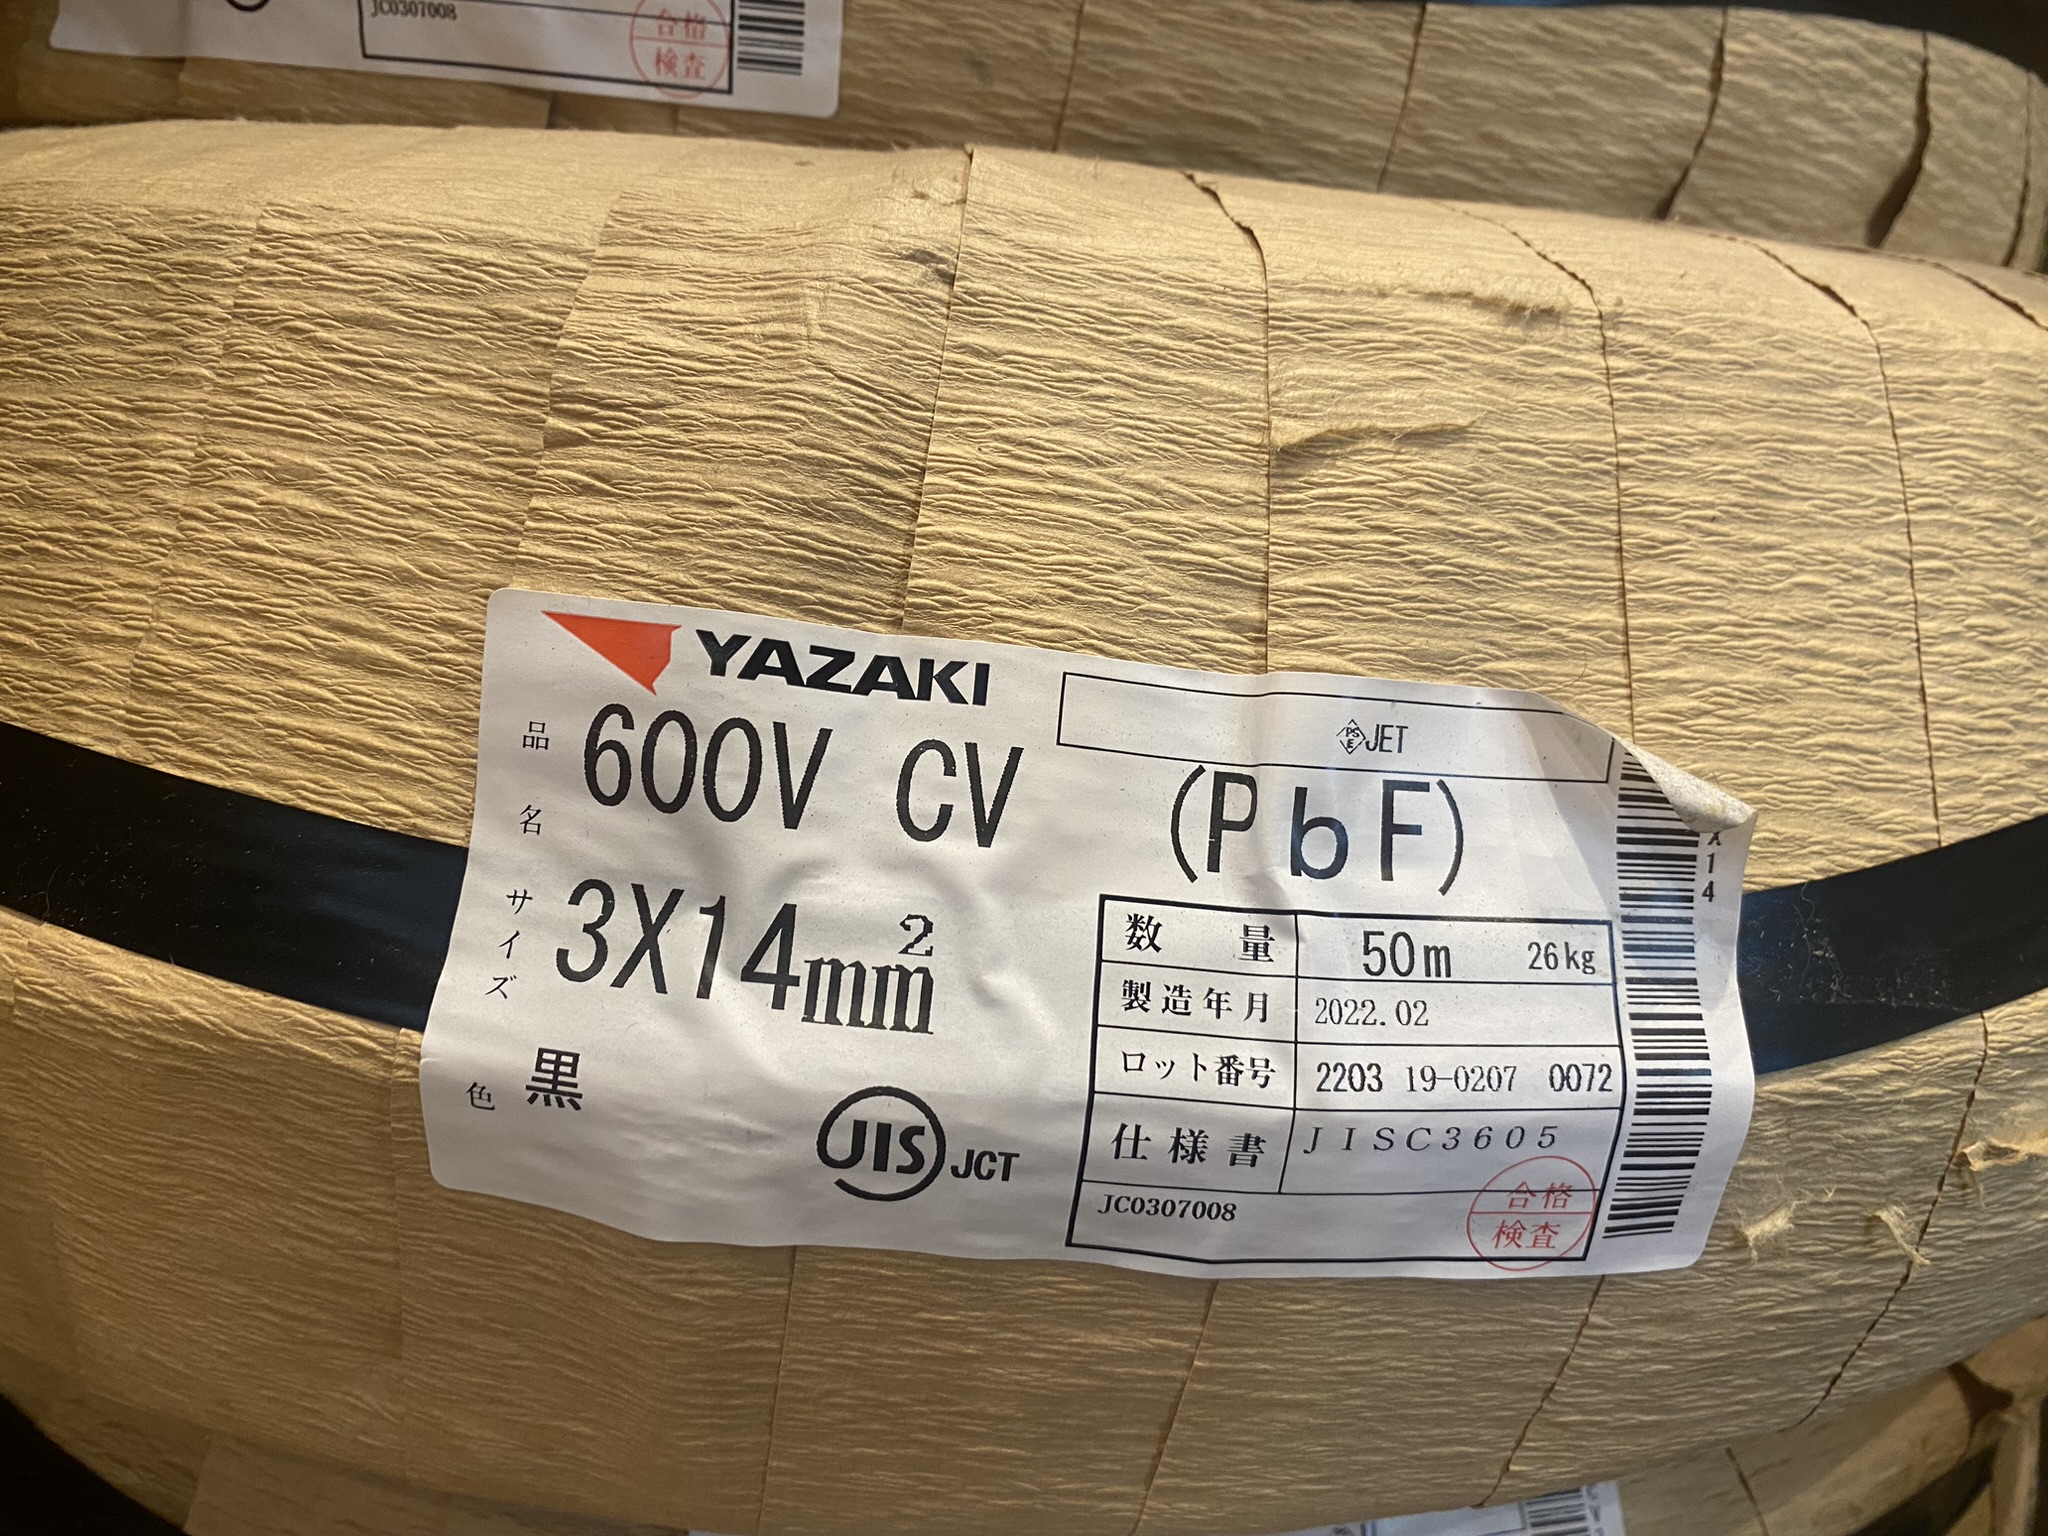 JC0307008
合格
検査
YAZAKI
PS
E
JET
品名
600V CV (PbF)
サイズ
3X14mm²
色
黒
JIS
JCT
数量 50m 26kg
製造年月 2022.02
ロット番号 2203 19-0207 0072
仕様書 JISC3605
JC0307008
合格
検査
X14